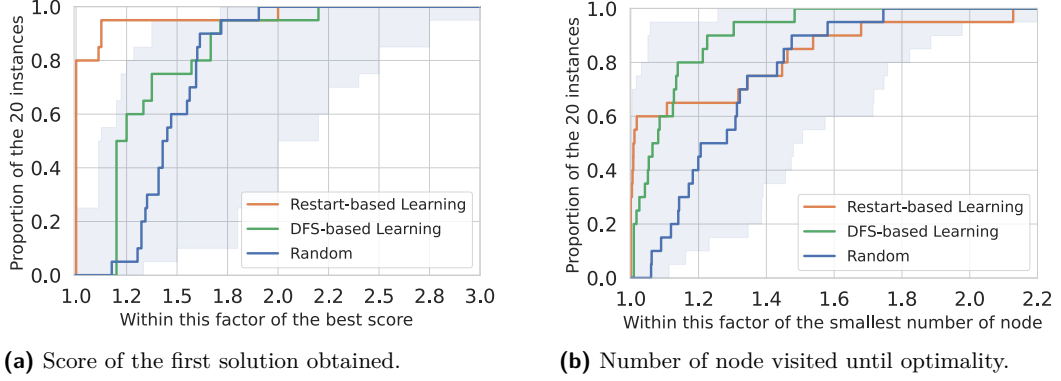 Proportion of the 20 instances
1.0
0.8
0.6
0.4
0.2
0.0
1.0 1.2 1.5 1.8 2.0 2.2 2.5 2.8 3.0
Within this factor of the best score
Restart-based Learning
DFS-based Learning
Random
(a) Score of the first solution obtained.
Proportion of the 20 instances
1.0
0.8
0.6
0.4
0.2
0.0
1.0 1.2 1.4 1.6 1.8 2.0 2.2
Within this factor of the smallest number of node
Restart-based Learning
DFS-based Learning
Random
(b) Number of node visited until optimality.